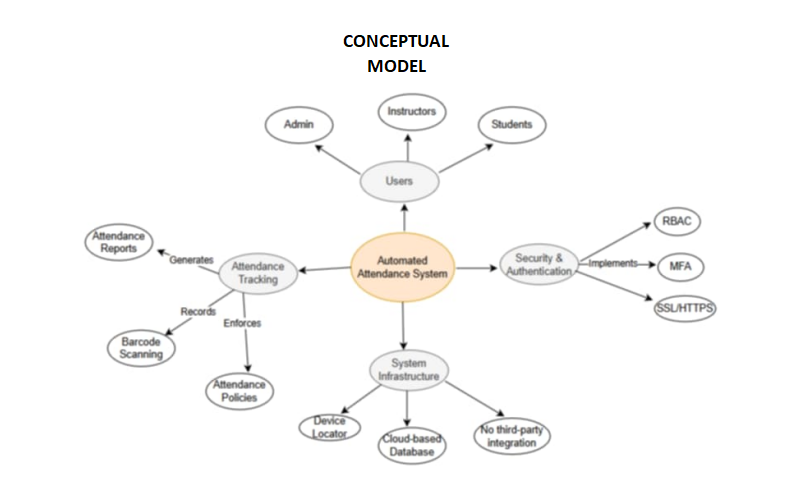 CONCEPTUAL
MODEL
Admin
Instructors
Students
Users
Attendance
Reports
Generates
Attendance
Tracking
Automated
Attendance System
Security &
Authentication
Implements
RBAC
MFA
SSL/HTTPS
Records
Enforces
Barcode
Scanning
Attendance
Policies
System
Infrastructure
Device
Locator
Cloud-based
Database
No third-party
integration